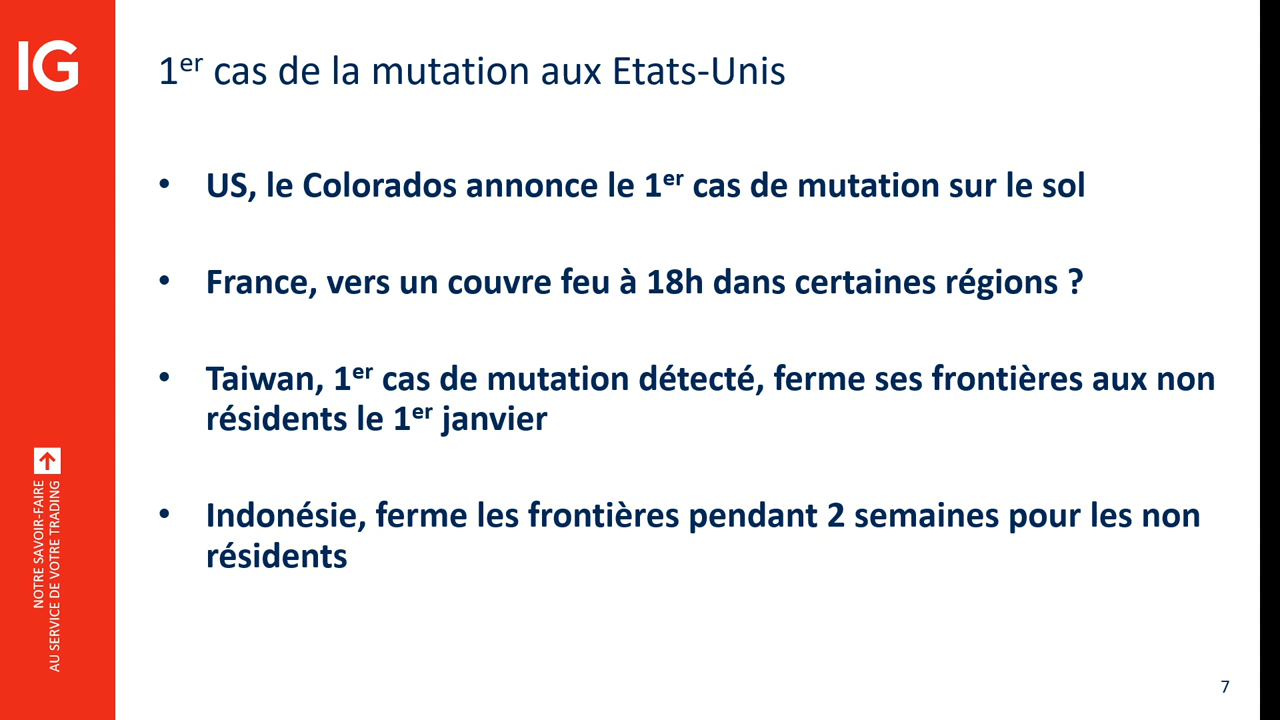 IG
1er cas de la mutation aux Etats-Unis
• US, le Colorados annonce le 1er cas de mutation sur le sol
• France, vers un couvre feu à 18h dans certaines régions ?
• Taiwan, 1er cas de mutation détecté, ferme ses frontières aux non
résidents le 1er janvier
• Indonésie, ferme les frontières pendant 2 semaines pour les non
résidents
NOTRE SAVOIR-FAIRE
AU SERVICE DE VOTRE TRADING
7